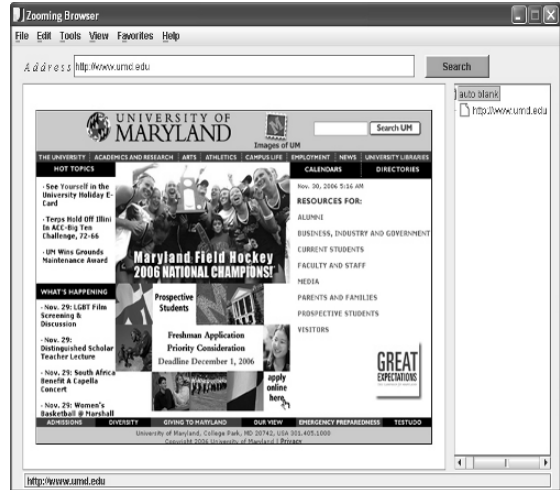 Zooming Browser
File Edit Tools View Favorites Help
Address http://www.umd.edu Search
auto blank
http://www.umd.edu
UNIVERSITY OF
MARYLAND
Images of UM
Search UM
THE UNIVERSITY ACADEMICS AND RESEARCH ARTS ATHLETICS CAMPUS LIFE EMPLOYMENT NEWS UNIVERSITY LIBRARIES
HOT TOPICS
· See Yourself in the
University Holiday E-
Card
· Terps Hold Off Illini
In ACC-Big Ten
Challenge, 72-66
· UM Wins Grounds
Maintenance Award
WHAT'S HAPPENING
· Nov. 29: LGBT Film
Screening &
Discussion
· Nov. 29:
Distinguished Scholar
Teacher Lecture
· Nov. 29: South Africa
Benefit A Capella
Concert
· Nov. 29: Women's
Basketball @ Marshall
Maryland Field Hockey
2006 NATIONAL CHAMPIONS!
Prospective
Students
Freshman Application
Priority Consideration
Deadline December 1, 2006
apply
online
here
CALENDARS DIRECTORIES
Nov. 30, 2006 5:16 AM
RESOURCES FOR:
ALUMNI
BUSINESS, INDUSTRY AND GOVERNMENT
CURRENT STUDENTS
FACULTY AND STAFF
MEDIA
PARENTS AND FAMILIES
PROSPECTIVE STUDENTS
VISITORS
GREAT
EXPECTATIONS
ADMISSIONS DIVERSITY GIVING TO MARYLAND OUR VIEW EMERGENCY PREPAREDNESS TESTUDO
University of Maryland, College Park, MD 20742, USA 301.405.1000
Copyright 2006 University of Maryland | Privacy
http://www.umd.edu